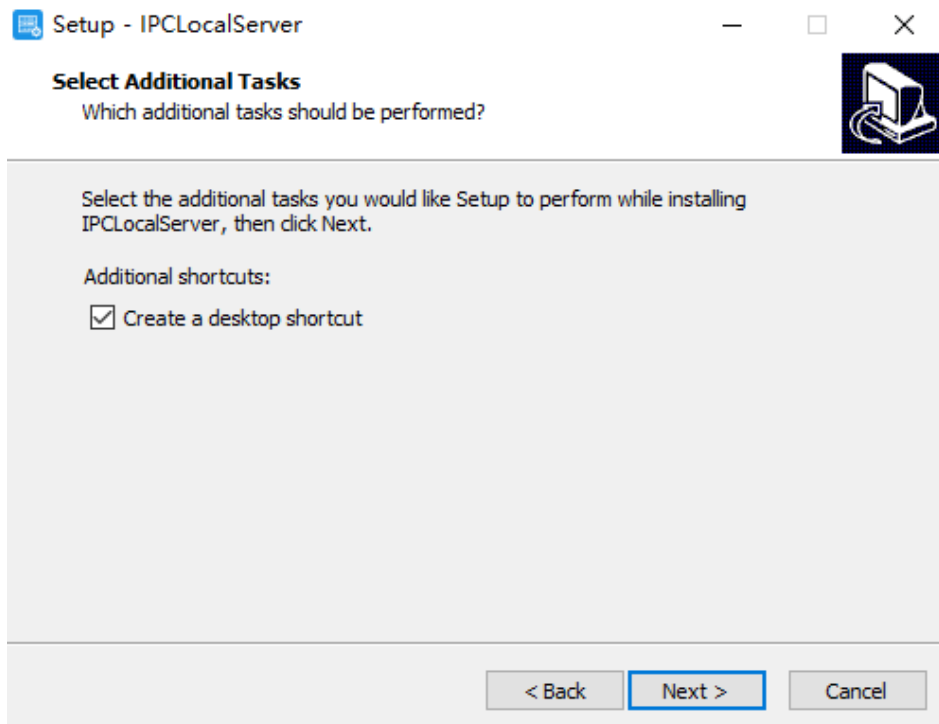 Setup - IPCLocalServer
Select Additional Tasks
Which additional tasks should be performed?
Select the additional tasks you would like Setup to perform while installing
IPCLocalServer, then click Next.
Additional shortcuts:
Create a desktop shortcut
< Back
Next >
Cancel